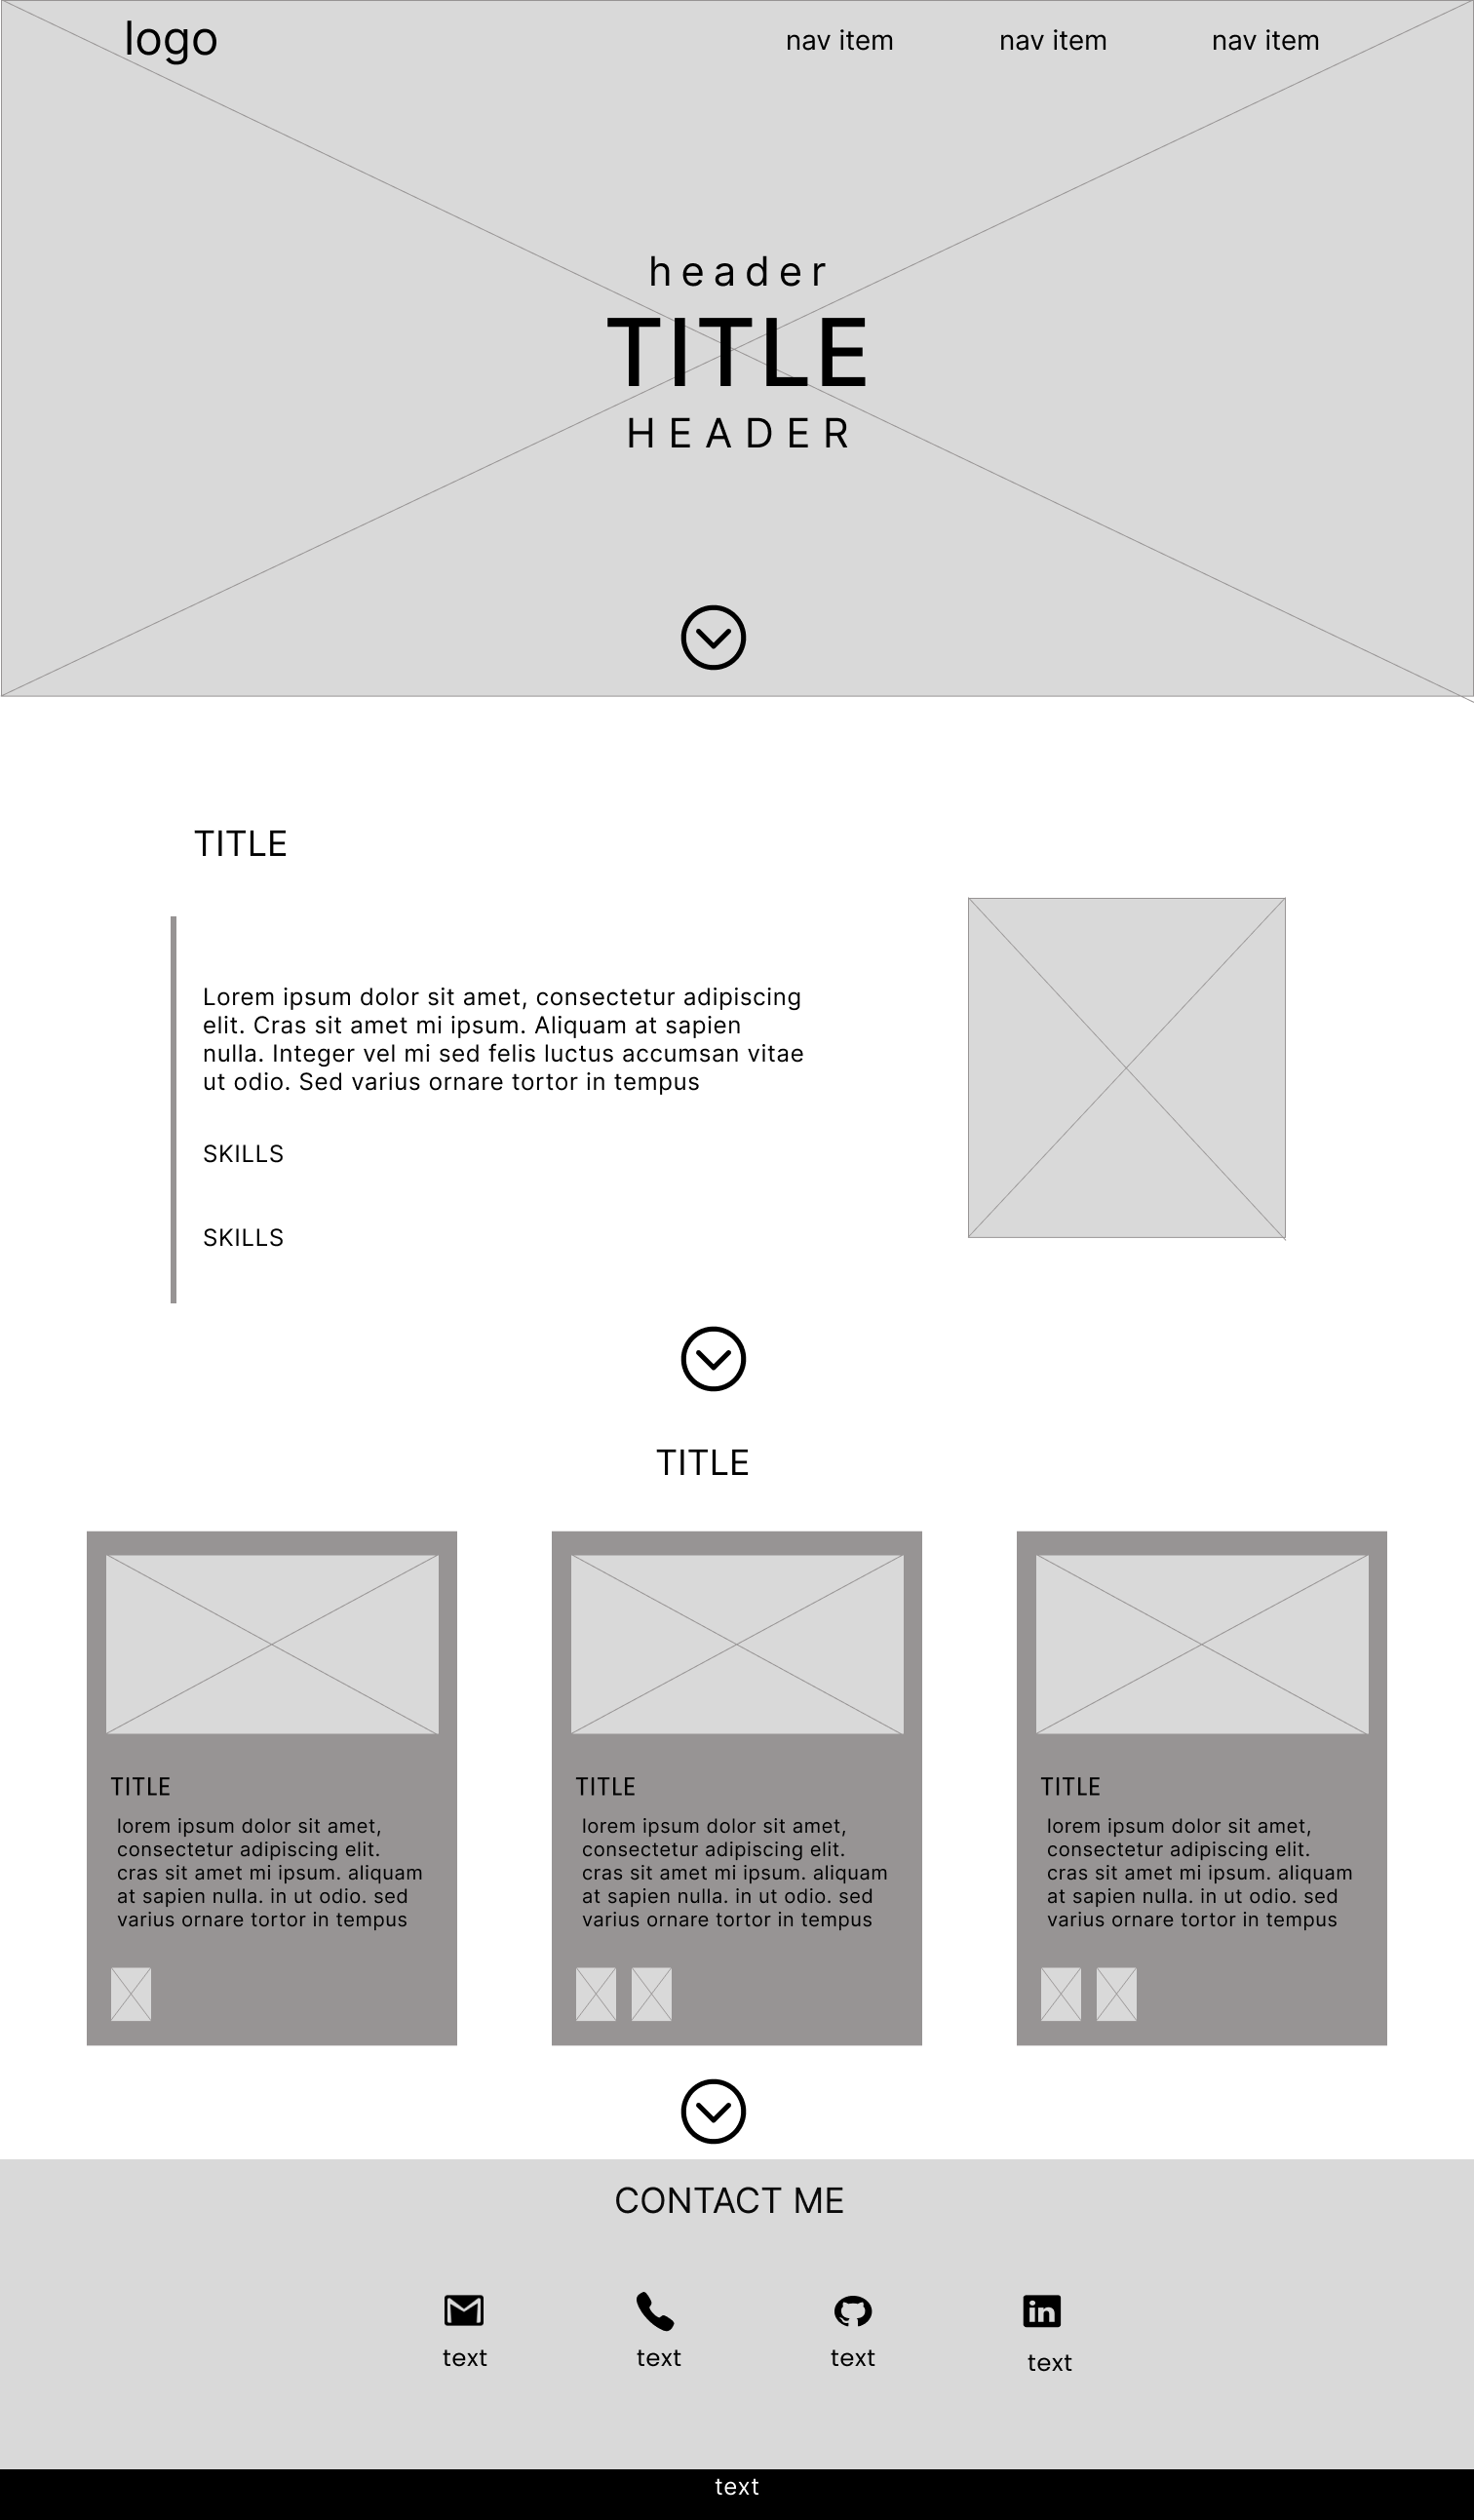 logo
nav item
nav item
nav item
header
TITLE
HEADER
TITLE
Lorem ipsum dolor sit amet, consectetur adipiscing
elit. Cras sit amet mi ipsum. Aliquam at sapien
nulla. Integer vel mi sed felis luctus accumsan vitae
ut odio. Sed varius ornare tortor in tempus
SKILLS
SKILLS
TITLE
TITLE
lorem ipsum dolor sit amet,
consectetur adipiscing elit.
cras sit amet mi ipsum. aliquam
at sapien nulla. in ut odio. sed
varius ornare tortor in tempus
TITLE
lorem ipsum dolor sit amet,
consectetur adipiscing elit.
cras sit amet mi ipsum. aliquam
at sapien nulla. in ut odio. sed
varius ornare tortor in tempus
TITLE
lorem ipsum dolor sit amet,
consectetur adipiscing elit.
cras sit amet mi ipsum. aliquam
at sapien nulla. in ut odio. sed
varius ornare tortor in tempus
CONTACT ME
in
text
text
text
text
text